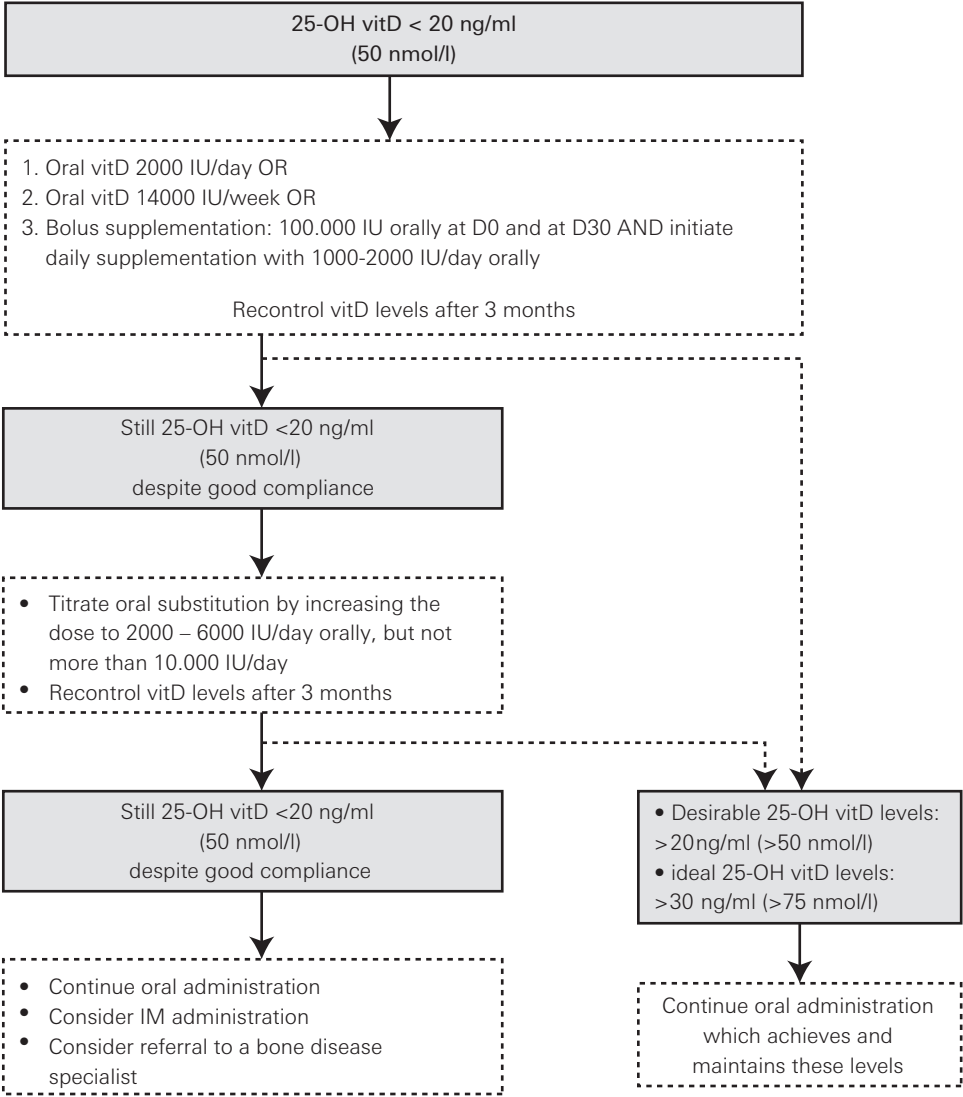 25-OH vitD < 20 ng/ml
(50 nmol/l)
1. Oral vitD 2000 IU/day OR
2. Oral vitD 14000 IU/week OR
3. Bolus supplementation: 100.000 IU orally at D0 and at D30 AND initiate
daily supplementation with 1000-2000 IU/day orally
Recontrol vitD levels after 3 months
Still 25-OH vitD <20 ng/ml
(50 nmol/l)
despite good compliance
• Titrate oral substitution by increasing the
dose to 2000 – 6000 IU/day orally, but not
more than 10.000 IU/day
• Recontrol vitD levels after 3 months
Still 25-OH vitD <20 ng/ml
(50 nmol/l)
despite good compliance
• Desirable 25-OH vitD levels:
>20ng/ml (>50 nmol/l)
• ideal 25-OH vitD levels:
>30 ng/ml (>75 nmol/l)
• Continue oral administration
• Consider IM administration
• Consider referral to a bone disease
specialist
Continue oral administration
which achieves and
maintains these levels